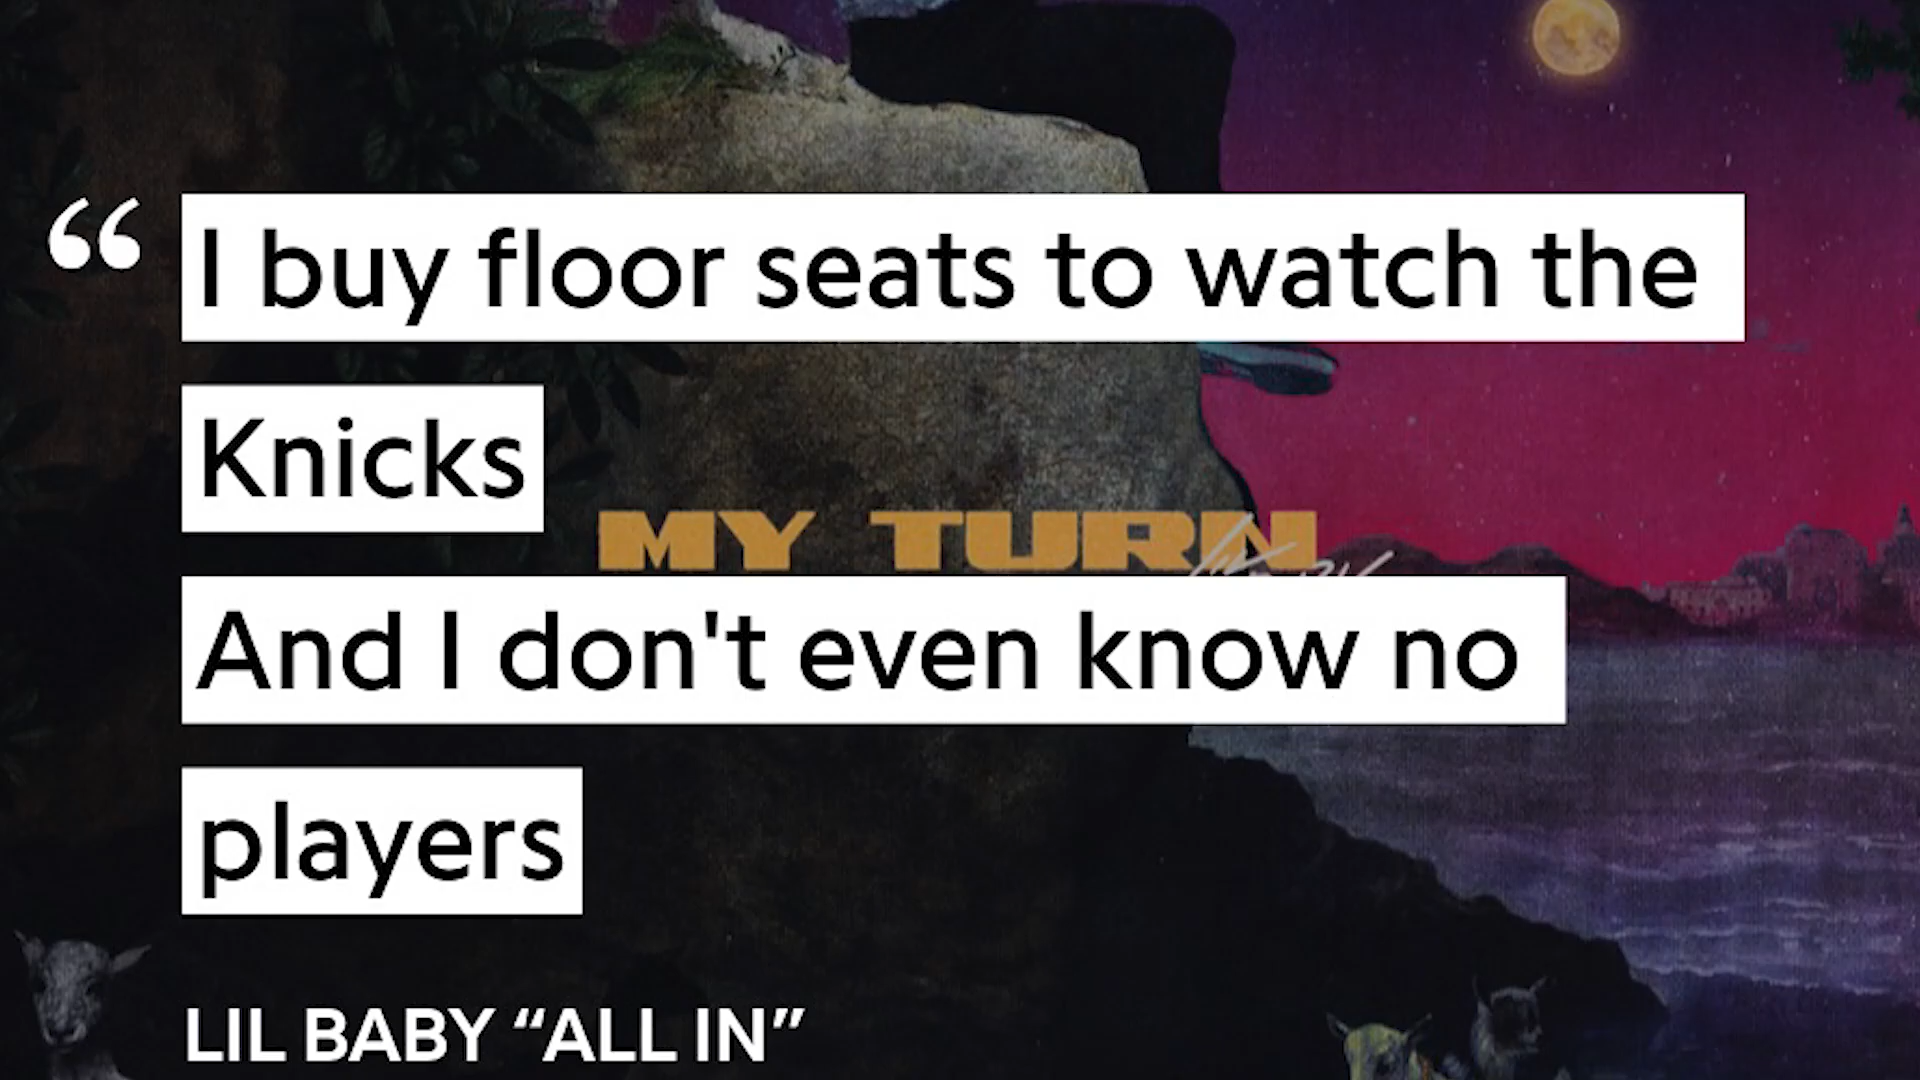 “ I buy floor seats to watch the
Knicks
MY TURN
And I don't even know no
players
LIL BABY “ALL IN”